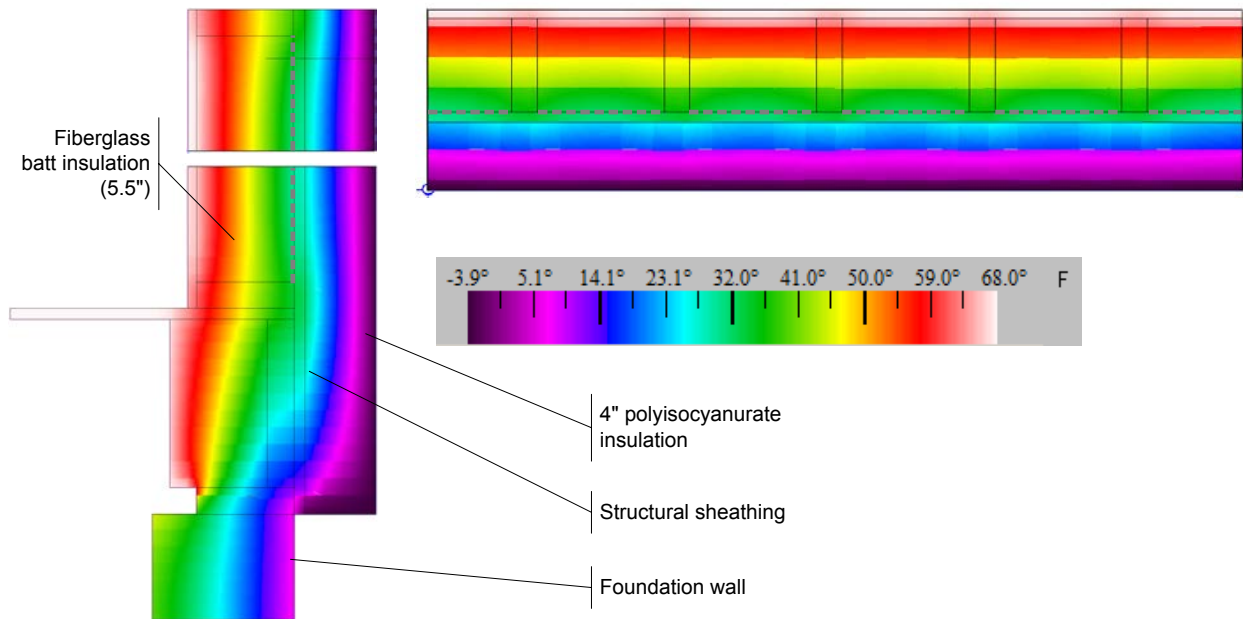 Fiberglass
batt insulation
(5.5")
-3.9° 5.1° 14.1° 23.1° 32.0° 41.0° 50.0° 59.0° 68.0° F
4" polyisocyanurate
insulation
Structural sheathing
Foundation wall